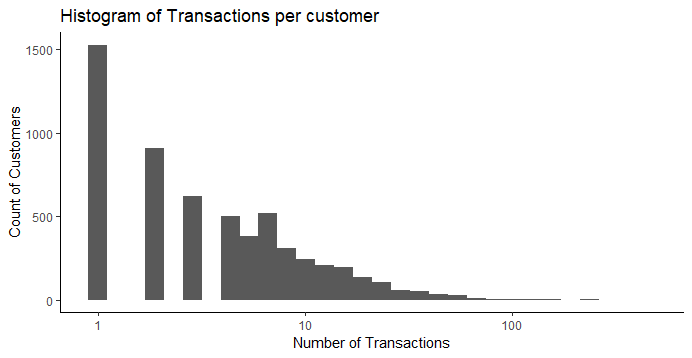 Histogram of Transactions per customer
Count of Customers
1500
1000
500
0
1
10
100
Number of Transactions